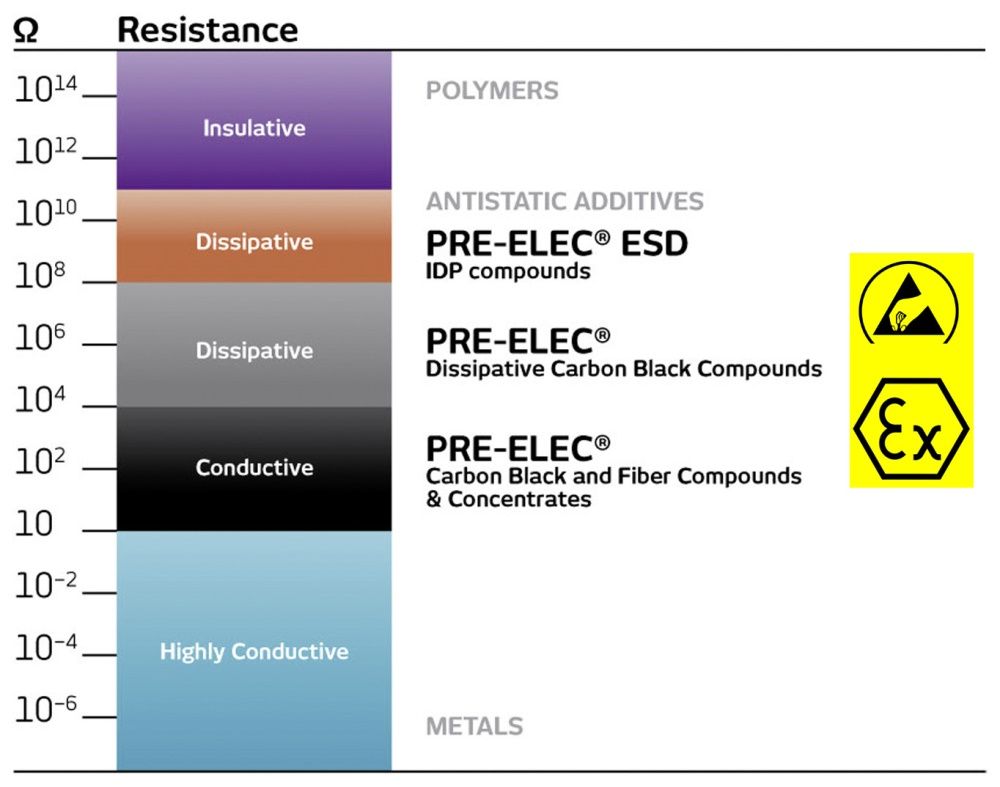 Ω Resistance
10¹⁴
POLYMERS
Insulative
10¹²
10¹⁰
ANTISTATIC ADDITIVES
Dissipative
PRE-ELEC® ESD
IDP compounds
10⁸
10⁶
PRE-ELEC®
Dissipative
Dissipative Carbon Black Compounds
10⁴
PRE-ELEC®
10²
Conductive
Carbon Black and Fiber Compounds
& Concentrates
10
10⁻²
10⁻⁴
Highly Conductive
10⁻⁶
METALS
Ex